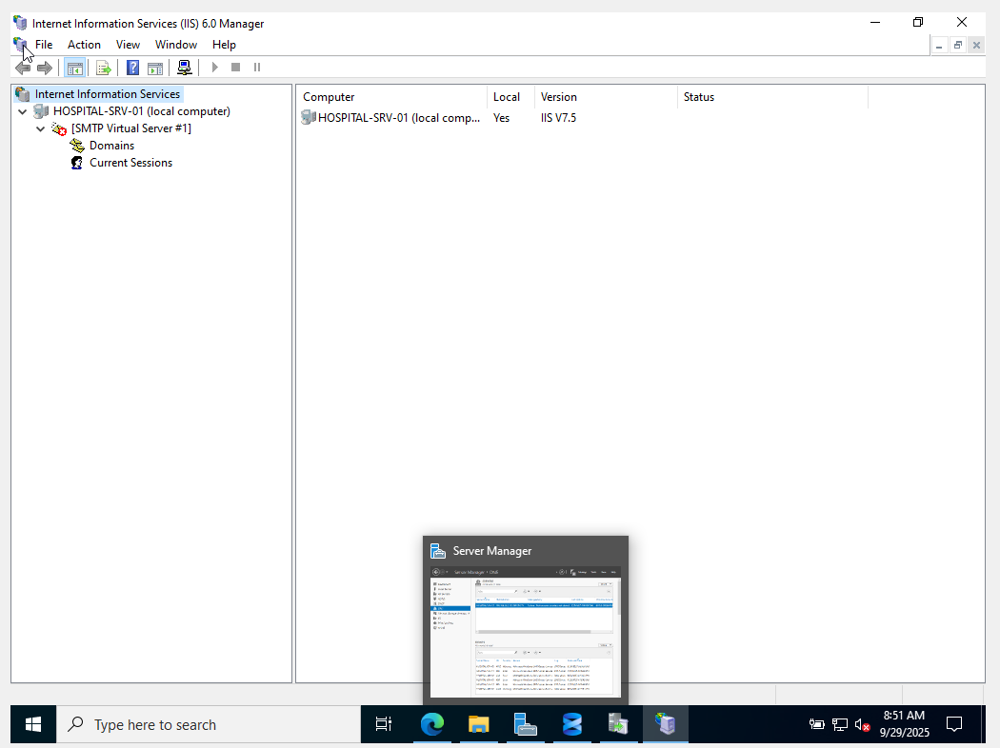 Internet Information Services (IIS) 6.0 Manager
File Action View Window Help
Internet Information Services
HOSPITAL-SRV-01 (local computer)
[SMTP Virtual Server #1]
Domains
Current Sessions
Computer Local Version Status
HOSPITAL-SRV-01 (local comp... Yes IIS V7.5
Server Manager
Type here to search
8:51 AM
9/29/2025